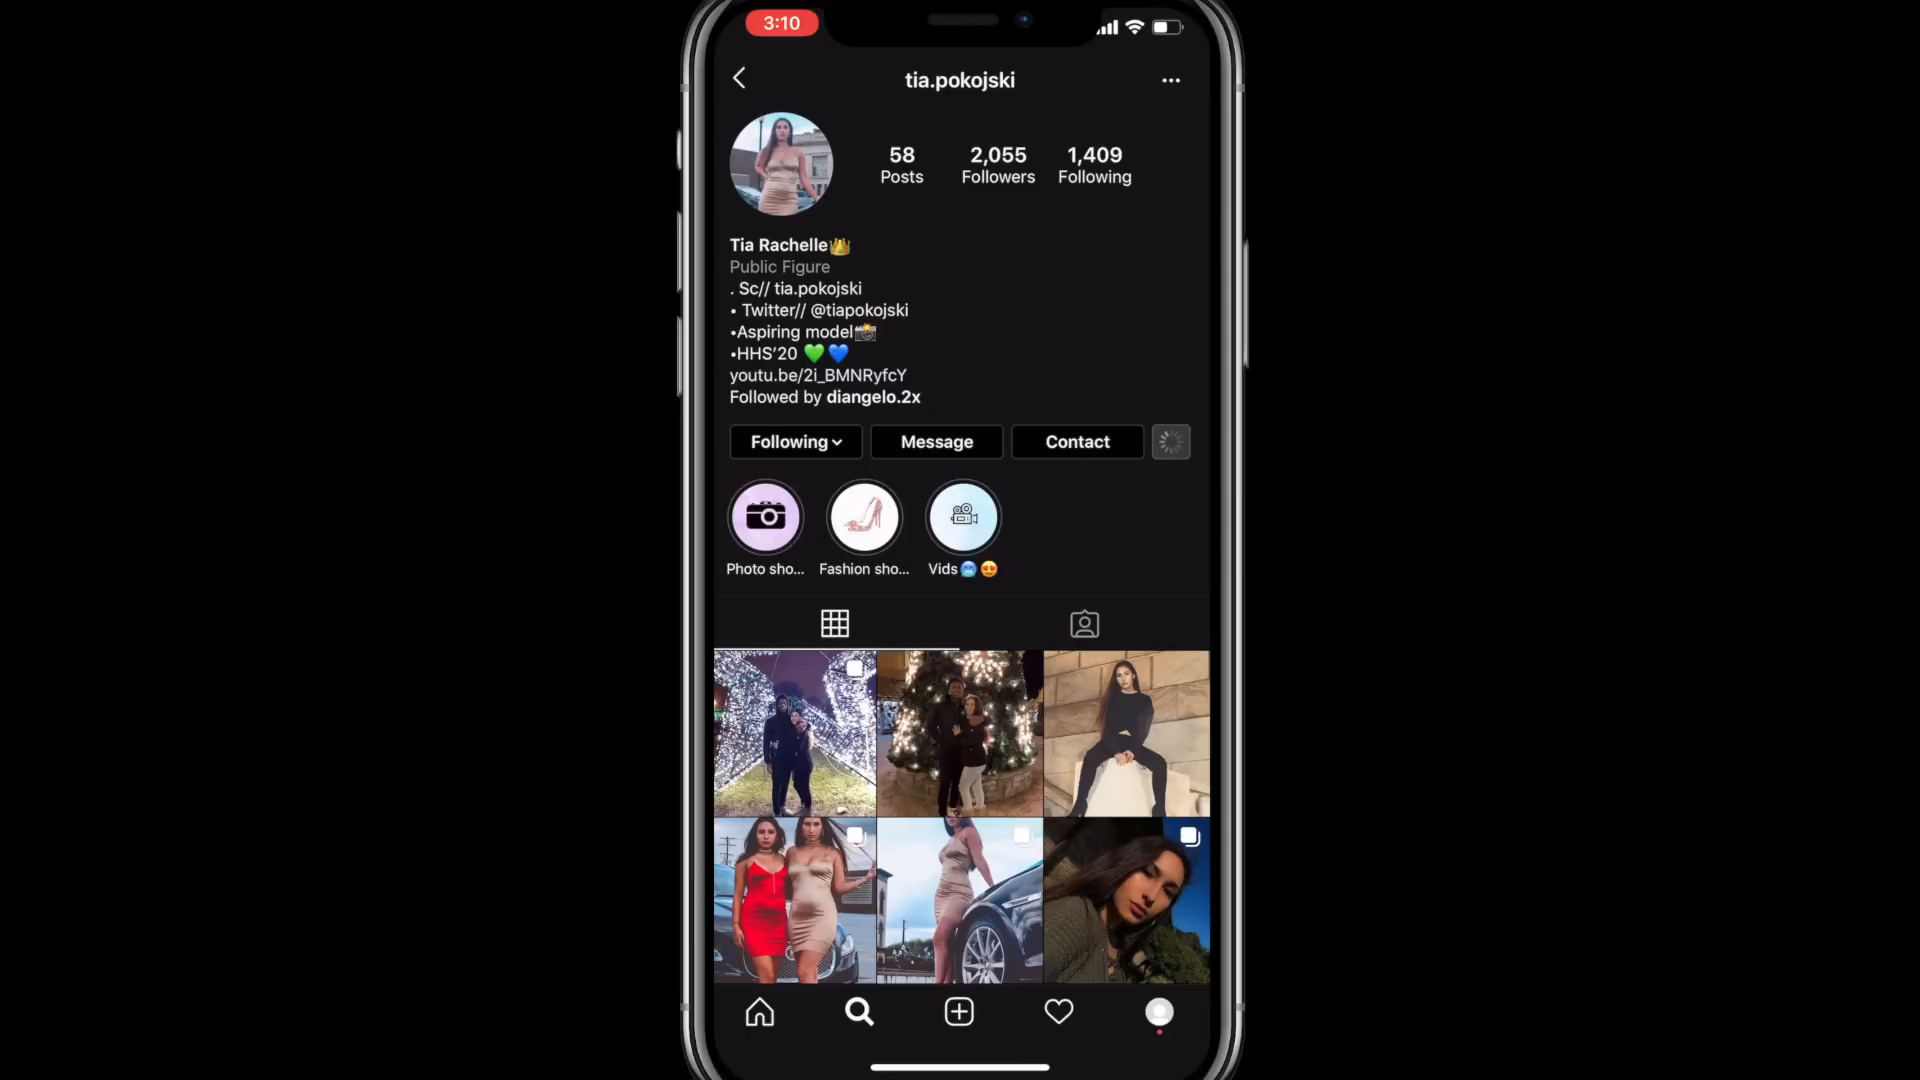 3:10
tia.pokojski
58
Posts
2,055
Followers
1,409
Following
Tia Rachelle👑
Public Figure
. Sc// tia.pokojski
• Twitter// @tiapokojski
•Aspiring model📸
•HHS'20 💚💙
youtu.be/2i_BMNRyfcY
Followed by diangelo.2x
Following
Message
Contact
Photo sho...
Fashion sho...
Vids🥶😍